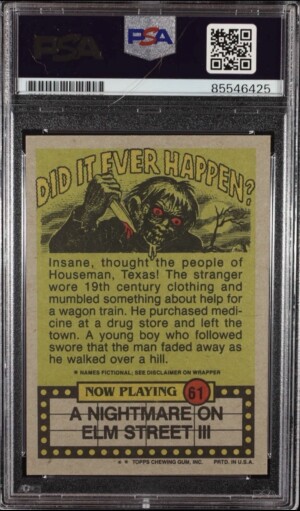 PSA
PSA
85546425
DID IT EVER HAPPEN?
Insane, thought the people of
Houseman, Texas! The stranger
wore 19th century clothing and
mumbled something about help for
a wagon train. He purchased medi-
cine at a drug store and left the
town. A young boy who followed
swore that the man faded away as
he walked over a hill.
* NAMES FICTIONAL; SEE DISCLAIMER ON WRAPPER
NOW PLAYING 61
A NIGHTMARE ON
ELM STREET III
* * TOPPS CHEWING GUM, INC. PRTD. IN U.S.A.